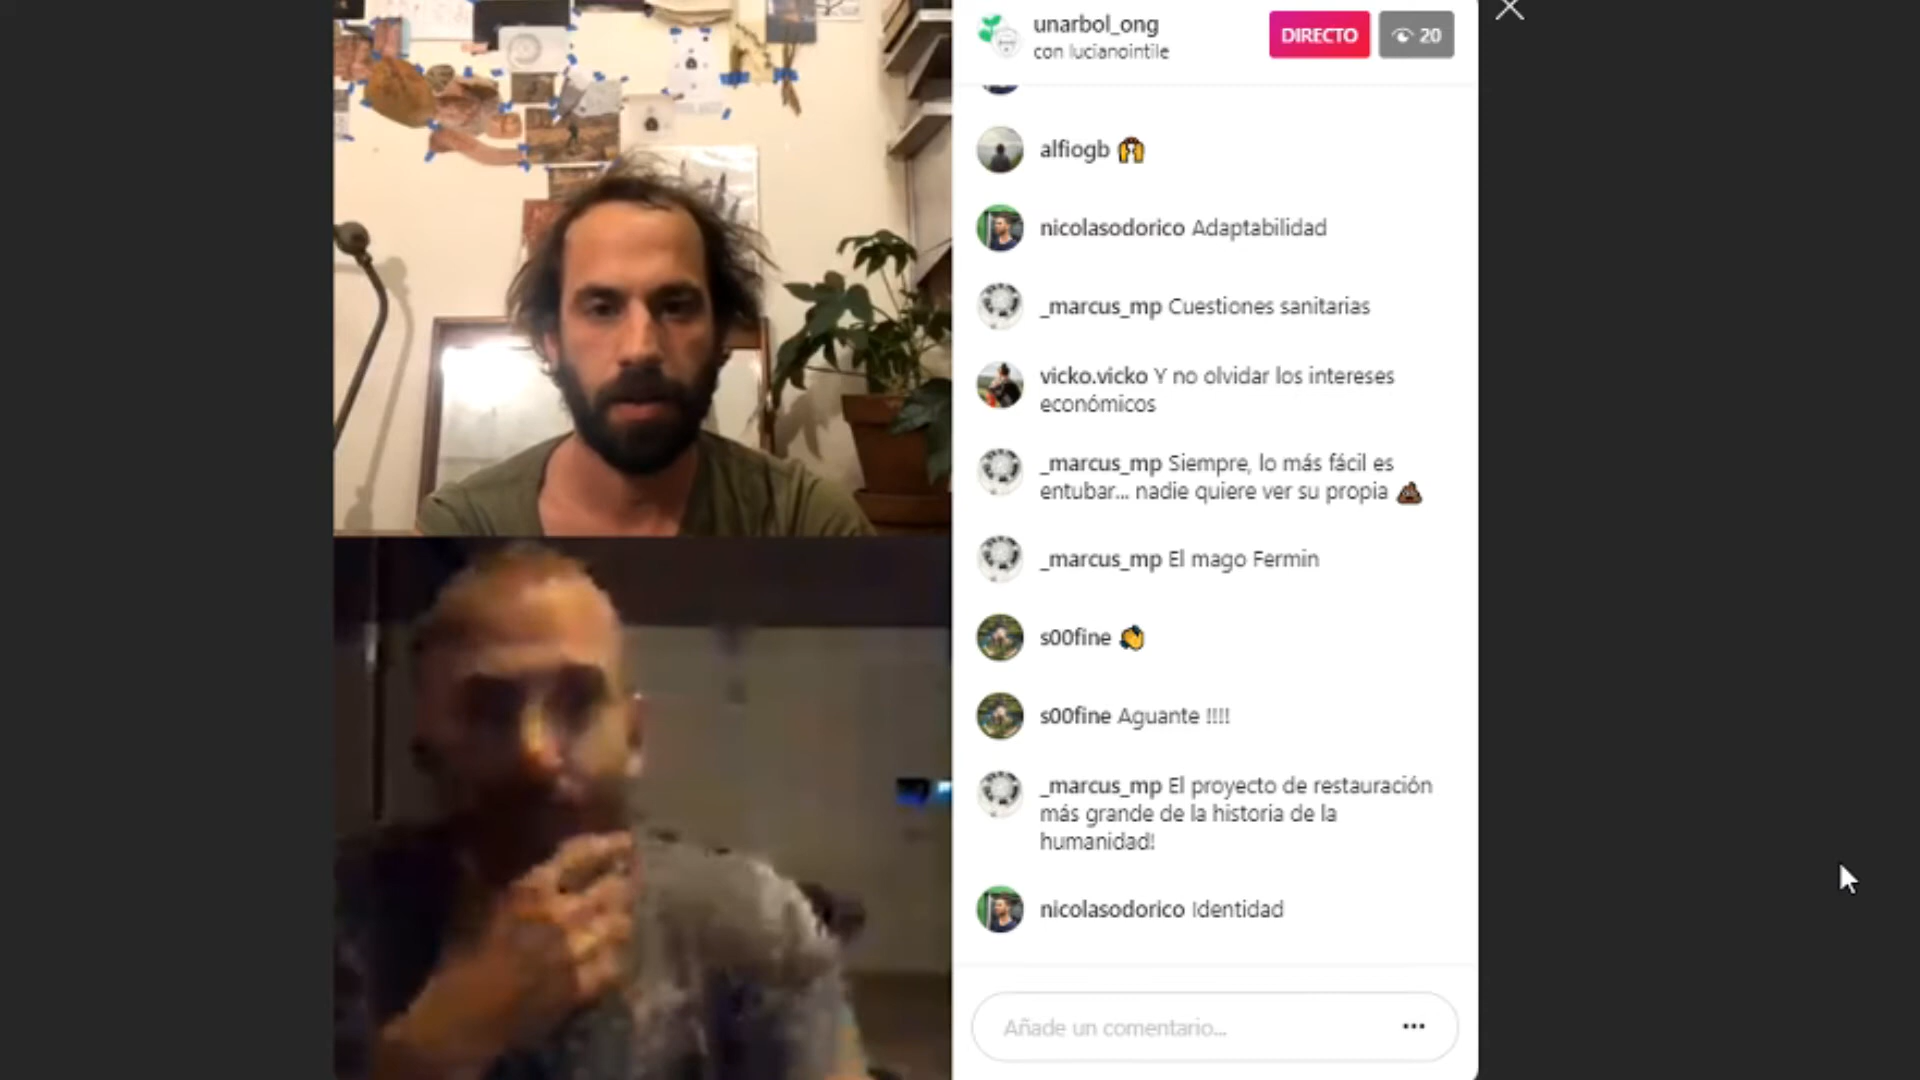 unarbol_ong
con lucianointile
DIRECTO
20
alfiogb
nicolasodorico Adaptabilidad
_marcus_mp Cuestiones sanitarias
vicko.vicko Y no olvidar los intereses
económicos
_marcus_mp Siempre, lo más fácil es
entubar... nadie quiere ver su propia 💩
_marcus_mp El mago Fermin
s00fine 👏
s00fine Aguante !!!!
_marcus_mp El proyecto de restauración
más grande de la historia de la
humanidad!
nicolasodorico Identidad
Añade un comentario...